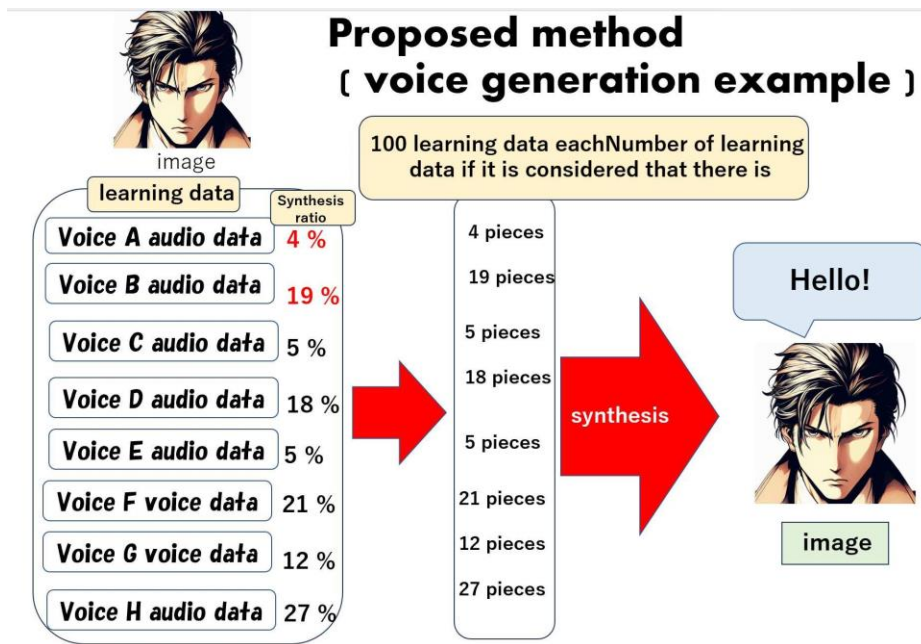 Proposed method
( voice generation example )
image
100 learning data eachNumber of learning
data if it is considered that there is
learning data
Synthesis
ratio
Voice A audio data 4 %
Voice B audio data 19 %
Voice C audio data 5 %
Voice D audio data 18 %
Voice E audio data 5 %
Voice F voice data 21 %
Voice G voice data 12 %
Voice H audio data 27 %
4 pieces
19 pieces
5 pieces
18 pieces
5 pieces
21 pieces
12 pieces
27 pieces
synthesis
Hello!
image